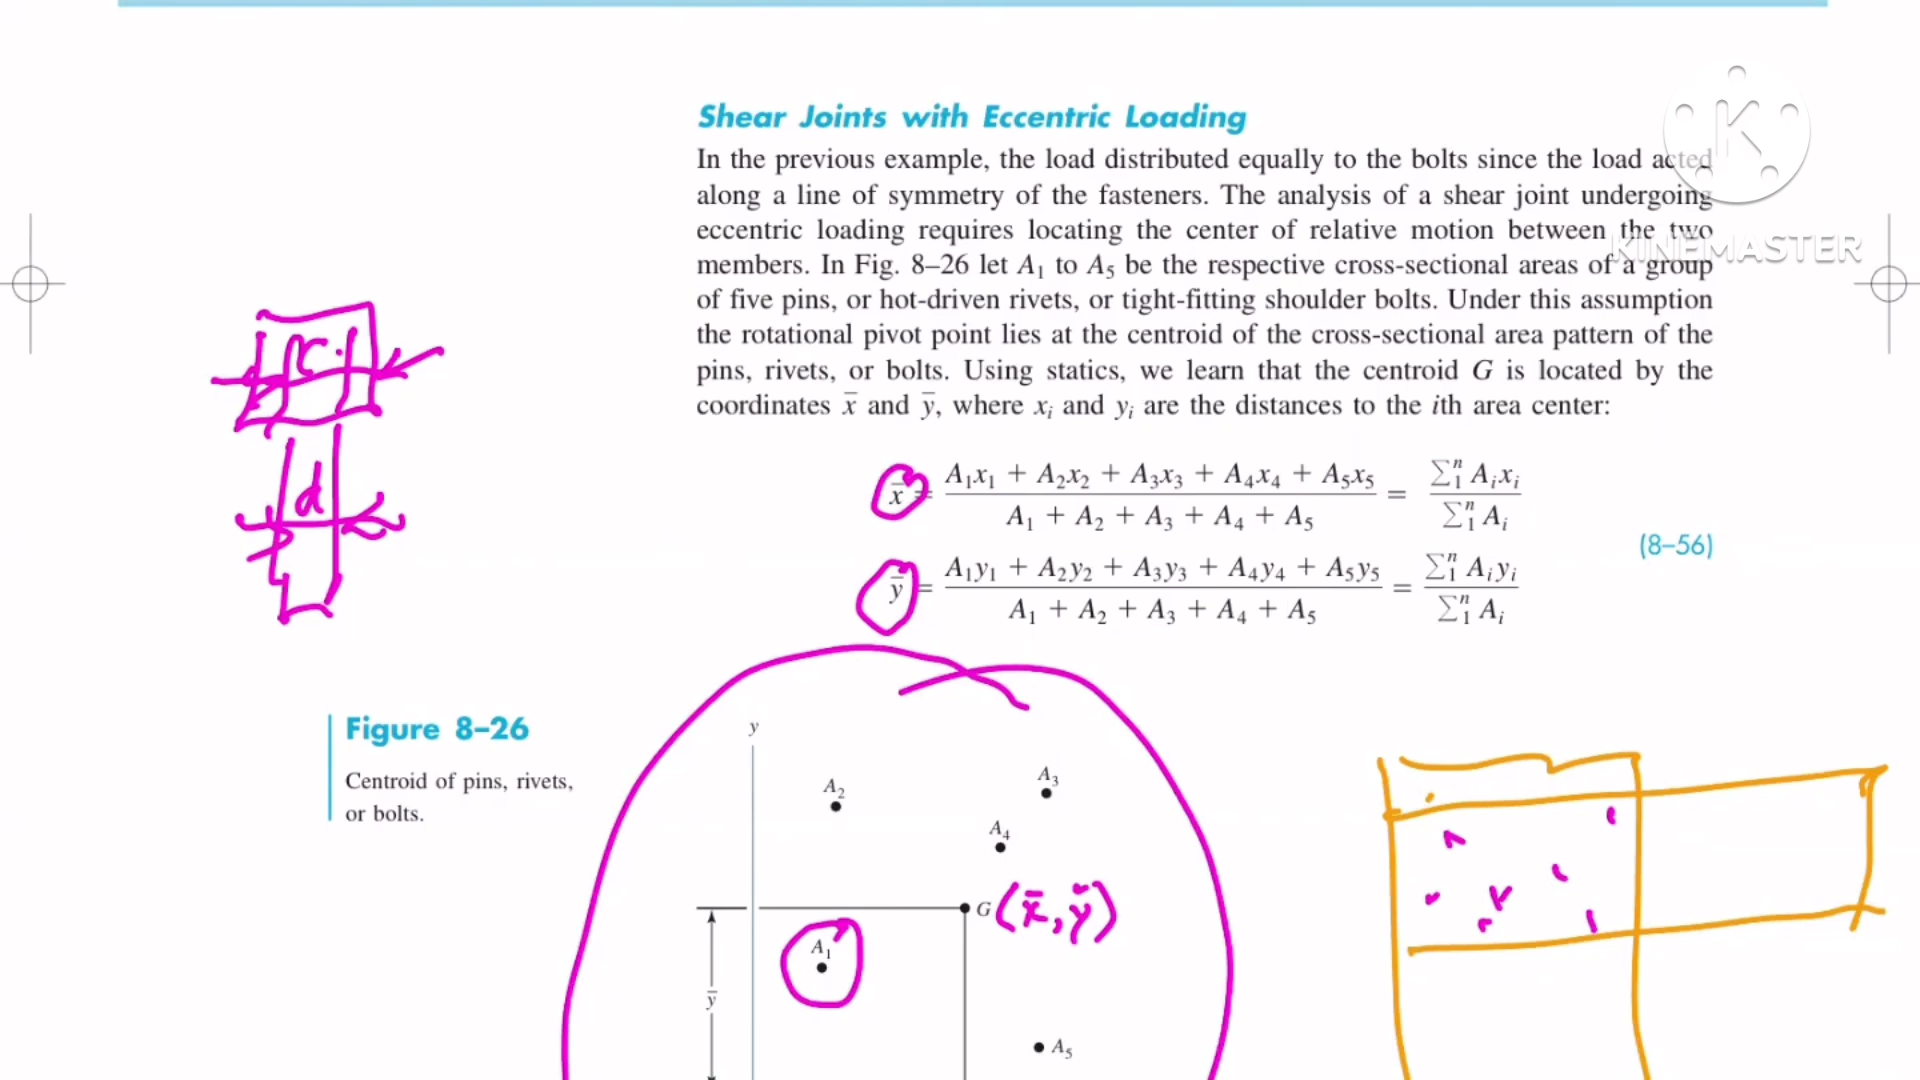 Shear Joints with Eccentric Loading
In the previous example, the load distributed equally to the bolts since the load acted
along a line of symmetry of the fasteners. The analysis of a shear joint undergoing
eccentric loading requires locating the center of relative motion between the two
members. In Fig. 8–26 let A₁ to A₅ be the respective cross-sectional areas of a group
of five pins, or hot-driven rivets, or tight-fitting shoulder bolts. Under this assumption
the rotational pivot point lies at the centroid of the cross-sectional area pattern of the
pins, rivets, or bolts. Using statics, we learn that the centroid G is located by the
coordinates x̅ and y̅, where xᵢ and yᵢ are the distances to the ith area center:
x̅ = (A₁x₁ + A₂x₂ + A₃x₃ + A₄x₄ + A₅x₅) / (A₁ + A₂ + A₃ + A₄ + A₅) = Σ₁ⁿ Aᵢxᵢ / Σ₁ⁿ Aᵢ
(8–56)
y̅ = (A₁y₁ + A₂y₂ + A₃y₃ + A₄y₄ + A₅y₅) / (A₁ + A₂ + A₃ + A₄ + A₅) = Σ₁ⁿ Aᵢyᵢ / Σ₁ⁿ Aᵢ
d
Figure 8–26
Centroid of pins, rivets,
or bolts.
y
A₂
A₃
A₄
G (x̅, y̅)
A₁
y̅
A₅
K
KINEMASTER